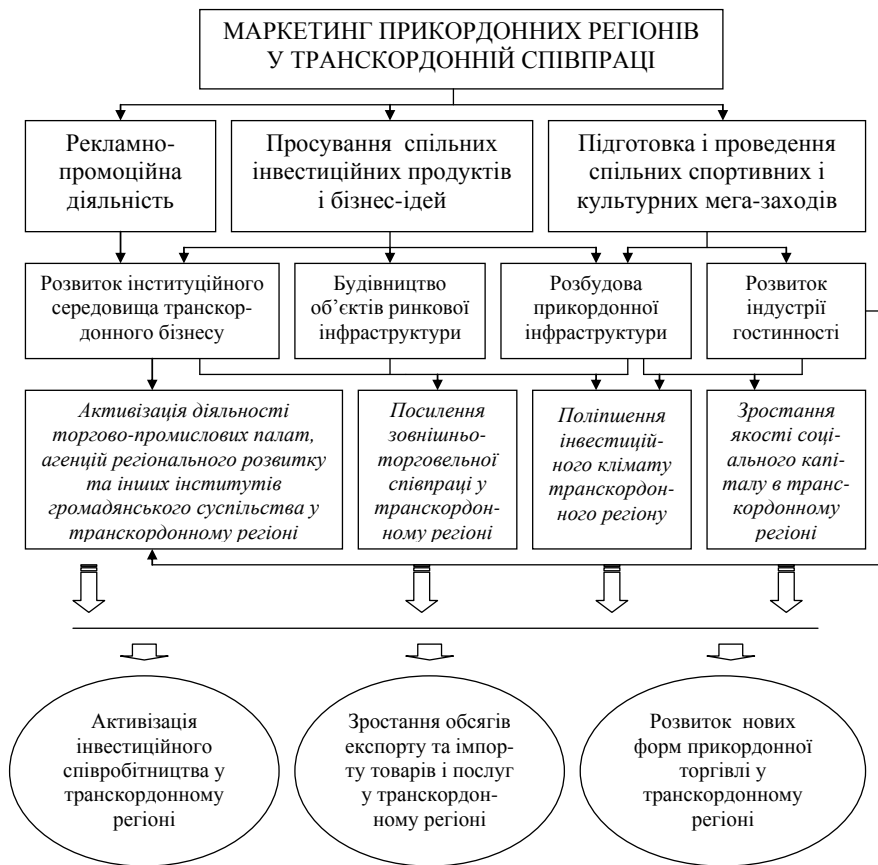 МАРКЕТИНГ ПРИКОРДОННИХ РЕГІОНІВ
У ТРАНСКОРДОННІЙ СПІВПРАЦІ
Рекламно-
промоційна
діяльність
Просування спільних
інвестиційних продуктів
і бізнес-ідей
Підготовка і проведення
спільних спортивних і
культурних мега-заходів
Розвиток інституційного
середовища транскор-
донного бізнесу
Будівництво
об’єктів ринкової
інфраструктури
Розбудова
прикордонної
інфраструктури
Розвиток
індустрії
гостинності
Активізація діяльності
торгово-промислових палат,
агенцій регіонального розвитку
та інших інститутів
громадянського суспільства у
транскордонному регіоні
Посилення
зовнішньо-
торговельної
співпраці у
транскордон-
ному регіоні
Поліпшення
інвестицій-
ного клімату
транскордон-
ного регіону
Зростання
якості соці-
ального капі-
талу в транс-
кордонному
регіоні
Активізація
інвестиційного
співробітництва у
транскордонному
регіоні
Зростання обсягів
експорту та імпор-
ту товарів і послуг
у транскордон-
ному регіоні
Розвиток нових
форм прикордонної
торгівлі у
транскордонному
регіоні